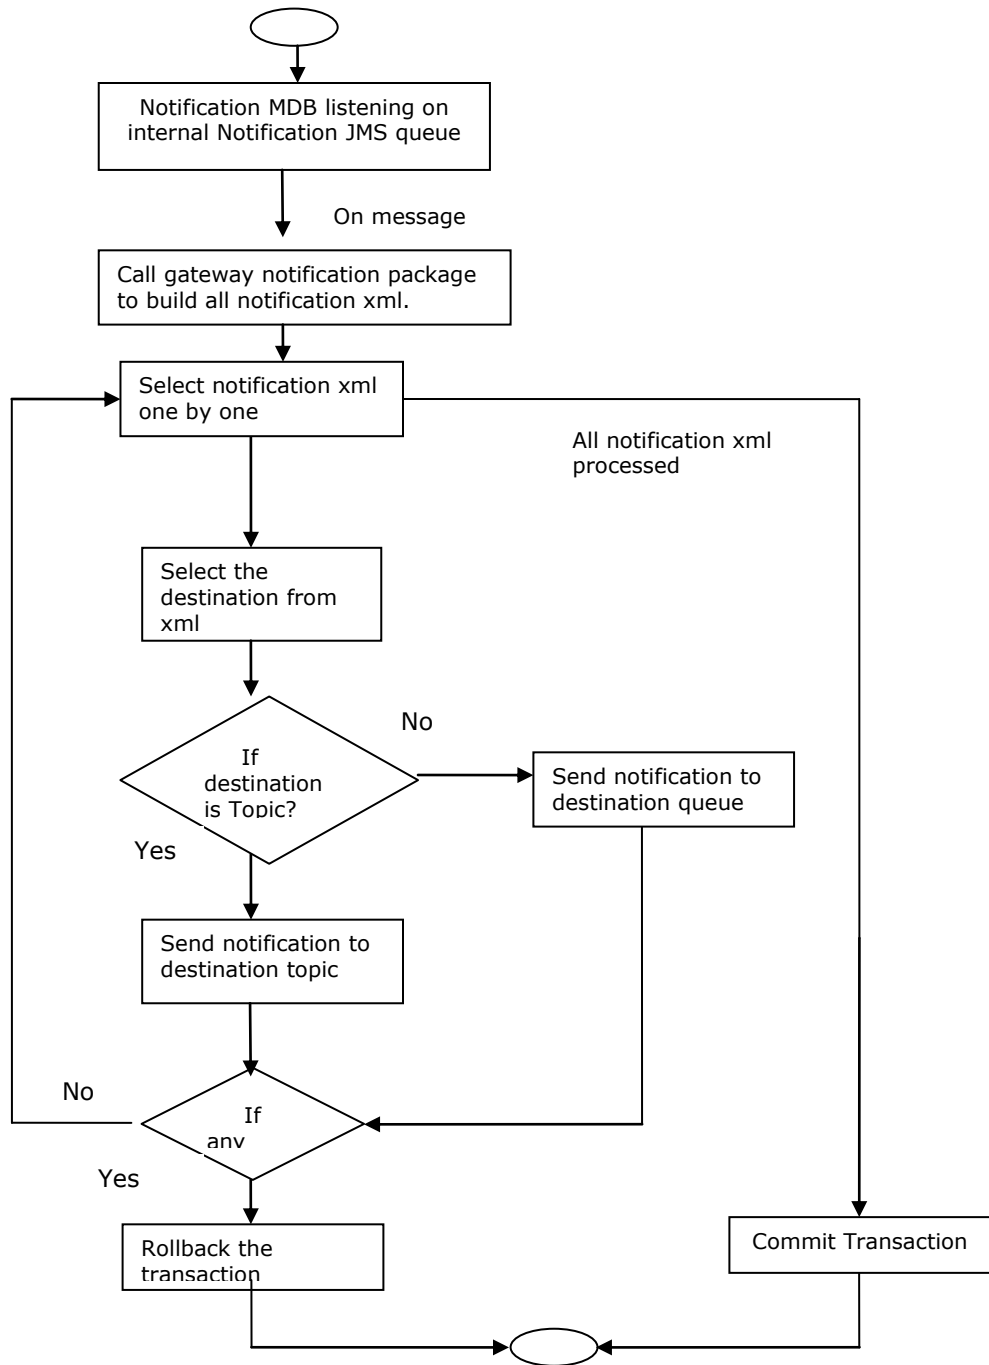 Notification MDB listening on
internal Notification JMS queue
On message
Call gateway notification package
to build all notification xml.
Select notification xml
one by one
All notification xml
processed
Select the
destination from
xml
No
If
destination
is Topic?
Send notification to
destination queue
Yes
Send notification to
destination topic
No
If
any
Yes
Rollback the
transaction
Commit Transaction